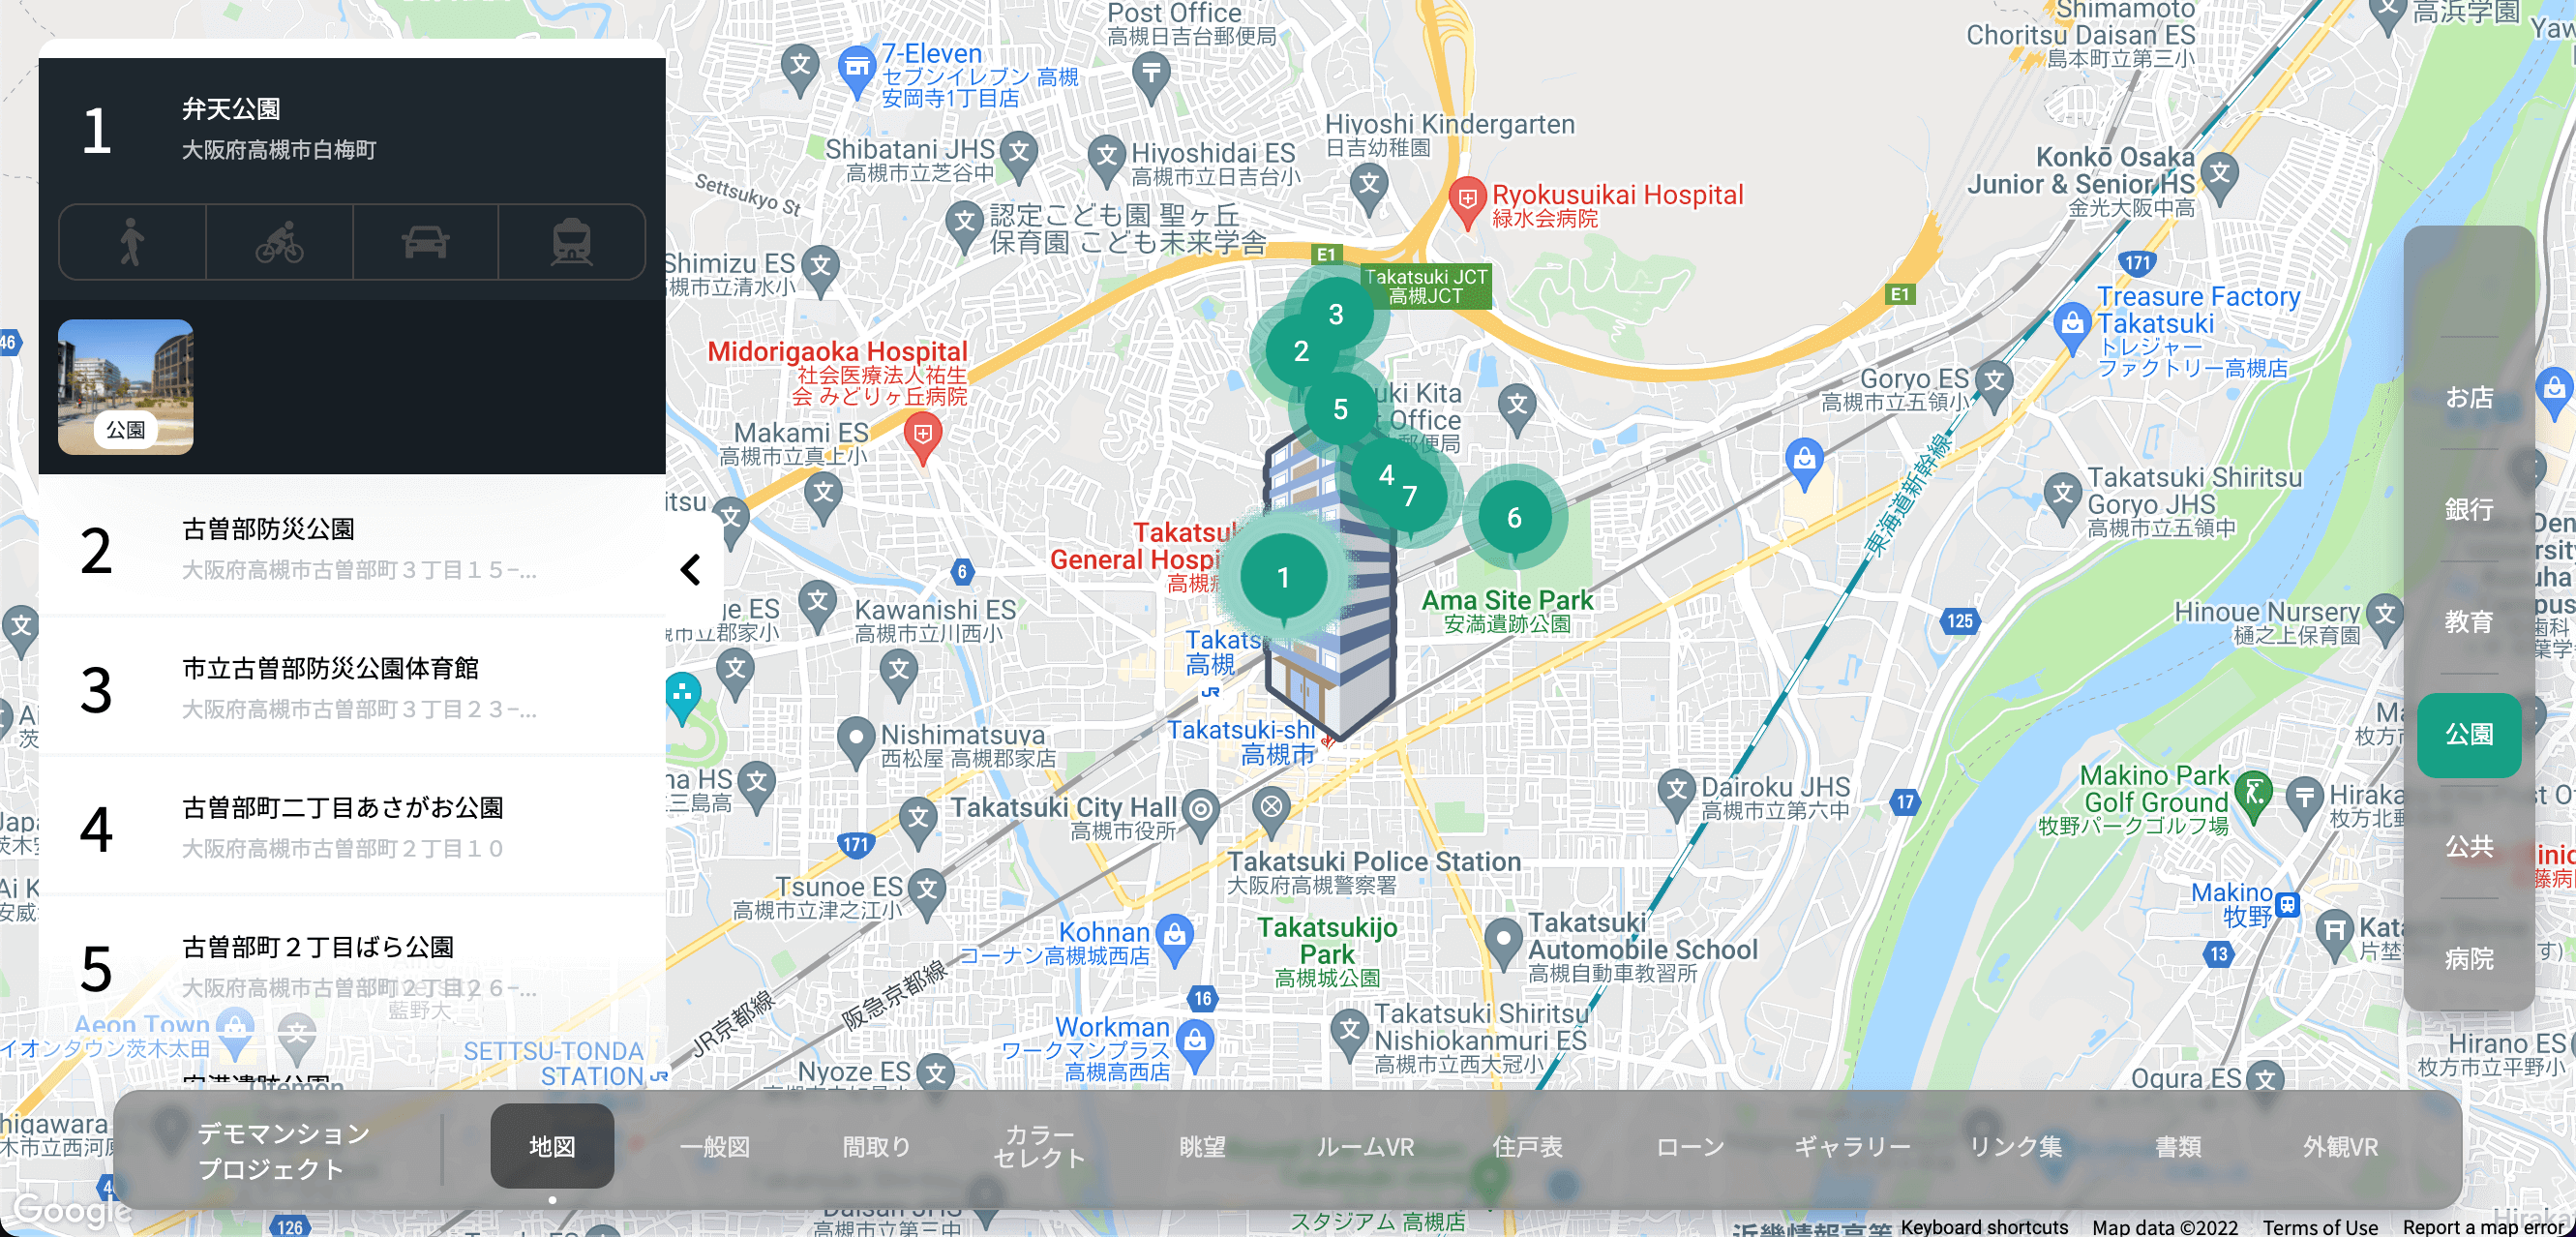 1
弁天公園
大阪府高槻市白梅町
公園
2
古曽部防災公園
大阪府高槻市古曽部町３丁目１５−...
3
市立古曽部防災公園体育館
大阪府高槻市古曽部町３丁目２３−...
4
古曽部町二丁目あさがお公園
大阪府高槻市古曽部町２丁目１０
5
古曽部町２丁目ばら公園
大阪府高槻市古曽部町２丁目２６−...
Aeon Town
イオンタウン茨木太田
SETTSU-TONDA
STATION
Post Office
高槻日吉台郵便局
7-Eleven
セブンイレブン 高槻
安岡寺1丁目店
Shibatani JHS
高槻市立芝谷中
Hiyoshidai ES
高槻市立日吉台小
Hiyoshi Kindergarten
日吉幼稚園
Settsukyo St
認定こども園 聖ヶ丘
保育園 こども未来学舎
Ryokusuikai Hospital
緑水会病院
Shimizu ES
高槻市立清水小
E1
Takatsuki JCT
高槻JCT
E1
3
2
5
4
7
6
1
Midorigaoka Hospital
社会医療法人祐生
会 みどりヶ丘病院
Makami ES
高槻市立真上小
Takatsuki
General Hospi
6
Kawanishi ES
高槻市立川西小
Ama Site Park
安満遺跡公園
Takats
高槻
Takatsuki-shi
高槻市
Nishimatsuya
西松屋 高槻郡家店
Takatsuki City Hall
高槻市役所
171
Takatsuki Police Station
大阪府高槻警察署
Tsunoe ES
高槻市立津之江小
Kohnan
コーナン高槻城西店
Takatsukijo
Park
高槻城公園
Takatsuki
Automobile School
高槻自動車教習所
16
JR京都線
阪急京都線
Workman
ワークマンプラス
高槻高西店
Takatsuki Shiritsu
Nishiokanmuri ES
高槻市立西大冠小
Nyoze ES
Dairoku JHS
高槻市立第六中
17
Shimamoto
Choritsu Daisan ES
島本町立第三小
高浜学園
Konkō Osaka
Junior & Senior HS
金光大阪中高
171
Treasure Factory
Takatsuki
トレジャー
ファクトリー高槻店
Goryo ES
高槻市立五領小
東海道新幹線
Takatsuki Shiritsu
Goryo JHS
高槻市立五領中
125
Hinoue Nursery
樋之上保育園
Makino Park
Golf Ground
牧野パークゴルフ場
Makino
牧野
13
Hirano ES
枚方市立平野小
Ogura ES
お店
銀行
教育
公園
公共
病院
デモマンション
プロジェクト
地図
一般図
間取り
カラー
セレクト
眺望
ルームVR
住戸表
ローン
ギャラリー
リンク集
書類
外観VR
Google
126
スタジアム 高槻店
Keyboard shortcuts
Map data ©2022
Terms of Use
Report a map error